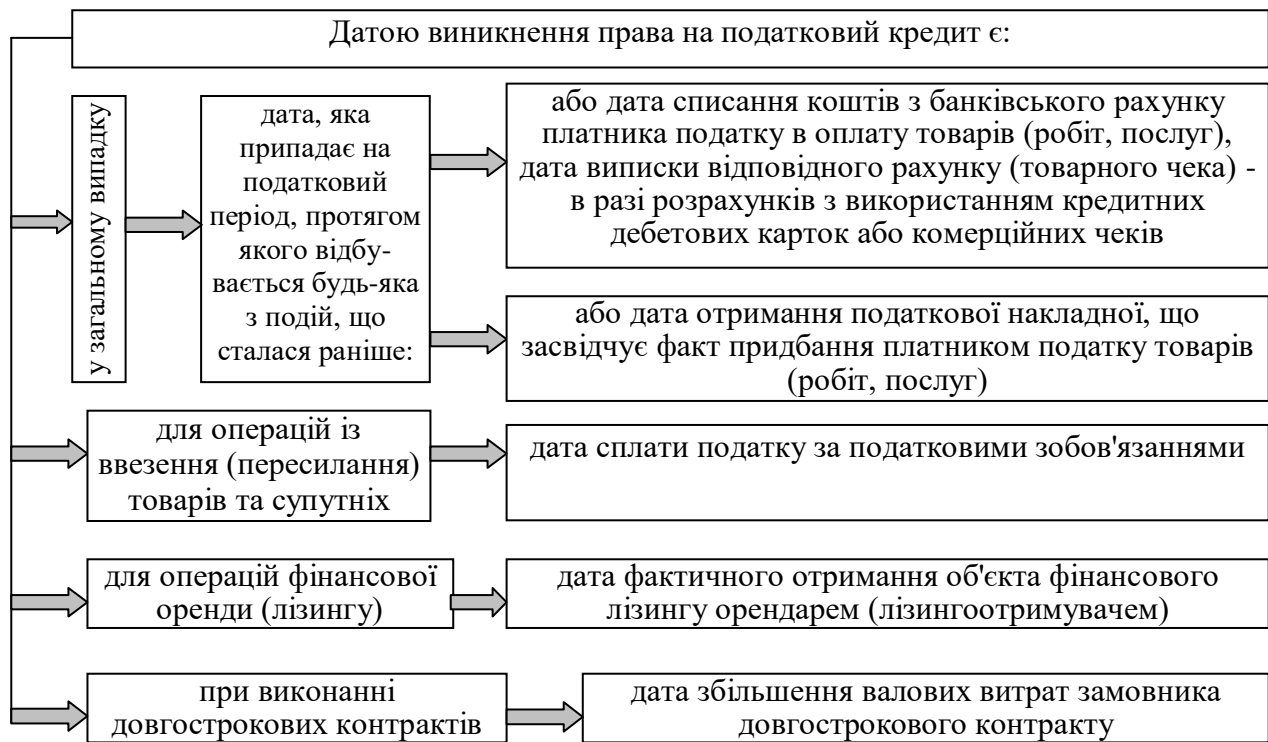 Датою виникнення права на податковий кредит є:
у загальному випадку
дата, яка
припадає на
податковий
період, протягом
якого відбу-
вається будь-яка
з подій, що
сталася раніше:
або дата списання коштів з банківського рахунку
платника податку в оплату товарів (робіт, послуг),
дата виписки відповідного рахунку (товарного чека) -
в разі розрахунків з використанням кредитних
дебетових карток або комерційних чеків
або дата отримання податкової накладної, що
засвідчує факт придбання платником податку товарів
(робіт, послуг)
для операцій із
ввезення (пересилання)
товарів та супутніх
дата сплати податку за податковими зобов'язаннями
для операцій фінансової
оренди (лізингу)
дата фактичного отримання об'єкта фінансового
лізингу орендарем (лізингоотримувачем)
при виконанні
довгострокових контрактів
дата збільшення валових витрат замовника
довгострокового контракту